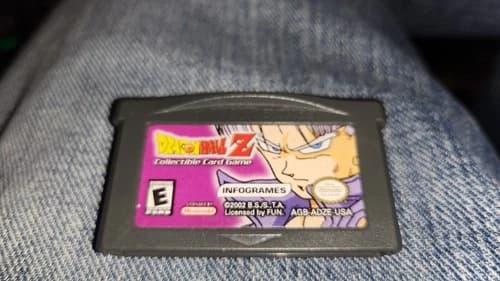 DRAGON BALL Z
Collectible Card Game
INFOGRAMES
E
©2002 B.S./S.,T.A.
Licensed by FUN.
Nintendo
AGB-ADZE-USA